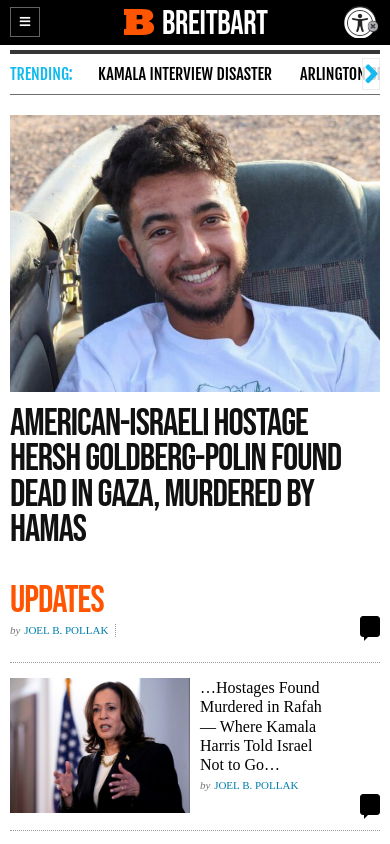 B BREITBART
TRENDING: KAMALA INTERVIEW DISASTER ARLINGTON
AMERICAN-ISRAELI HOSTAGE
HERSH GOLDBERG-POLIN FOUND
DEAD IN GAZA, MURDERED BY
HAMAS
UPDATES
by JOEL B. POLLAK
…Hostages Found
Murdered in Rafah
— Where Kamala
Harris Told Israel
Not to Go…
by JOEL B. POLLAK